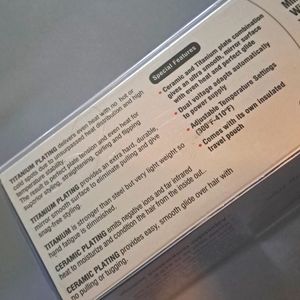 TITANIUM PLATING delivers even heat with no hot or
cold spots due to its unsurpassed heat distribution and high
temperature stability.
The result is perfect plate tension and even heat for
superior styling, straightening, curling and flipping.
TITANIUM PLATING provides an extra hard, durable,
mirror smooth surface to eliminate pulling and give
snag-free styling.
TITANIUM is stronger than steel but very light weight so
hand fatigue is diminished.
CERAMIC PLATING emits negative ions and far infrared
heat to moisturize and condition the hair from the inside out.
CERAMIC PLATING provides easy, smooth glide over hair with
no pulling or tugging.
Special Features
• Ceramic and Titanium plate combination
gives an ultra smooth, mirror surface
with even heat and perfect glide
• Dual voltage adapts automatically
to power supply
• Adjustable Temperature Settings
(300°F-410°F)
• Comes with its own insulated
travel pouch